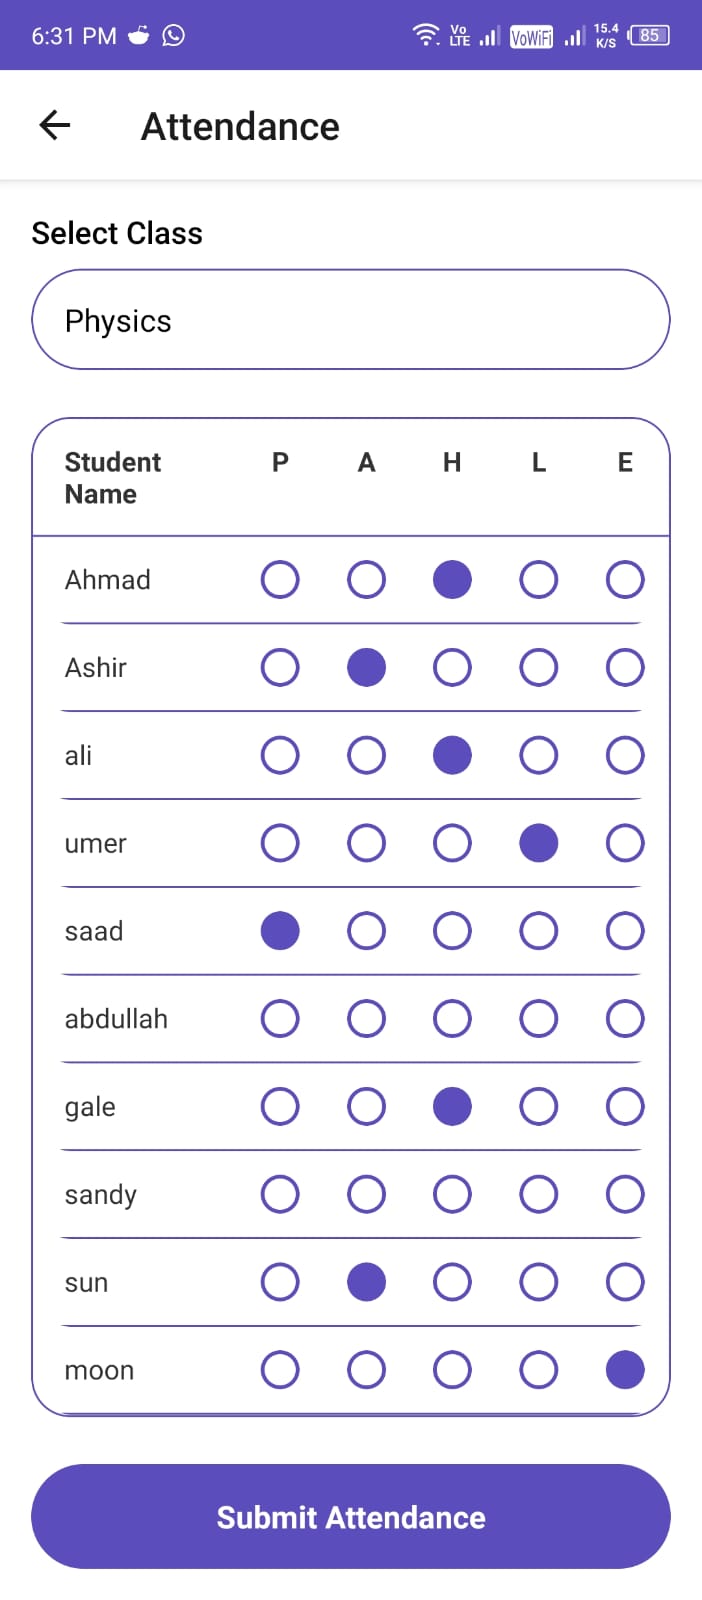 6:31 PM Vo LTE VoWiFi 15.4 K/S 85
Attendance
Select Class
Physics
Student Name P A H L E
Ahmad
Ashir
ali
umer
saad
abdullah
gale
sandy
sun
moon
Submit Attendance